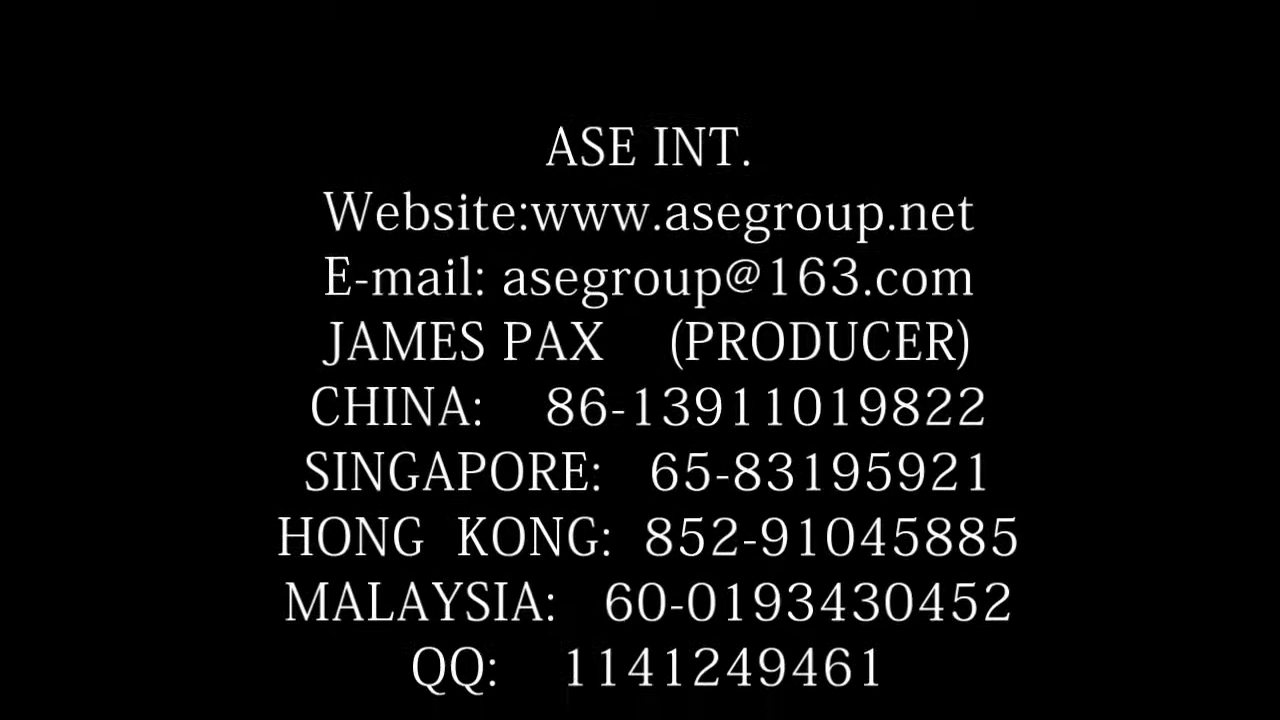 ASE INT.
Website:www.asegroup.net
E-mail: asegroup@163.com
JAMES PAX (PRODUCER)
CHINA: 86-13911019822
SINGAPORE: 65-83195921
HONG KONG: 852-91045885
MALAYSIA: 60-0193430452
QQ: 1141249461